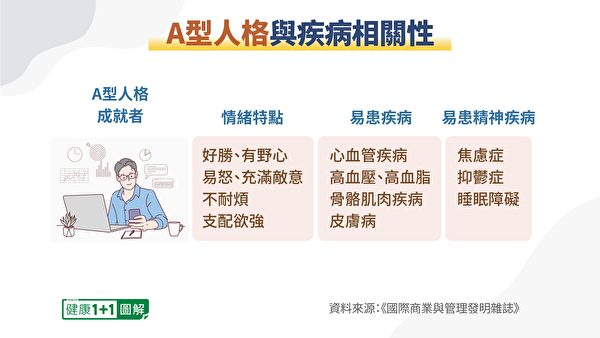 A型人格與疾病相關性
A型人格
成就者
情緒特點
易患疾病
易患精神疾病
好勝、有野心
易怒、充滿敵意
不耐煩
支配欲強
心血管疾病
高血壓、高血脂
骨骼肌肉疾病
皮膚病
焦慮症
抑鬱症
睡眠障礙
健康1+1圖解
資料來源：《國際商業與管理發明雜誌》